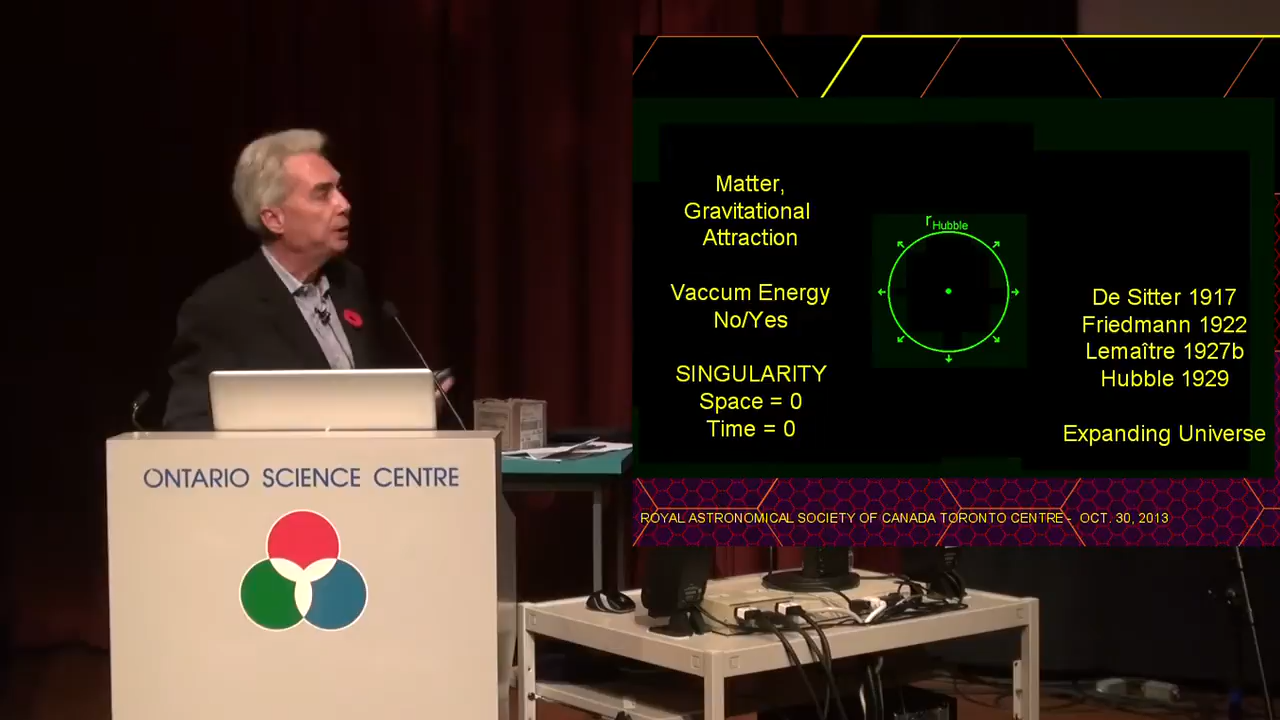 Matter,
Gravitational
Attraction
Vaccum Energy
No/Yes
SINGULARITY
Space = 0
Time = 0
rHubble
De Sitter 1917
Friedmann 1922
Lemaître 1927b
Hubble 1929
Expanding Universe
ROYAL ASTRONOMICAL SOCIETY OF CANADA TORONTO CENTRE - OCT. 30, 2013
ONTARIO SCIENCE CENTRE